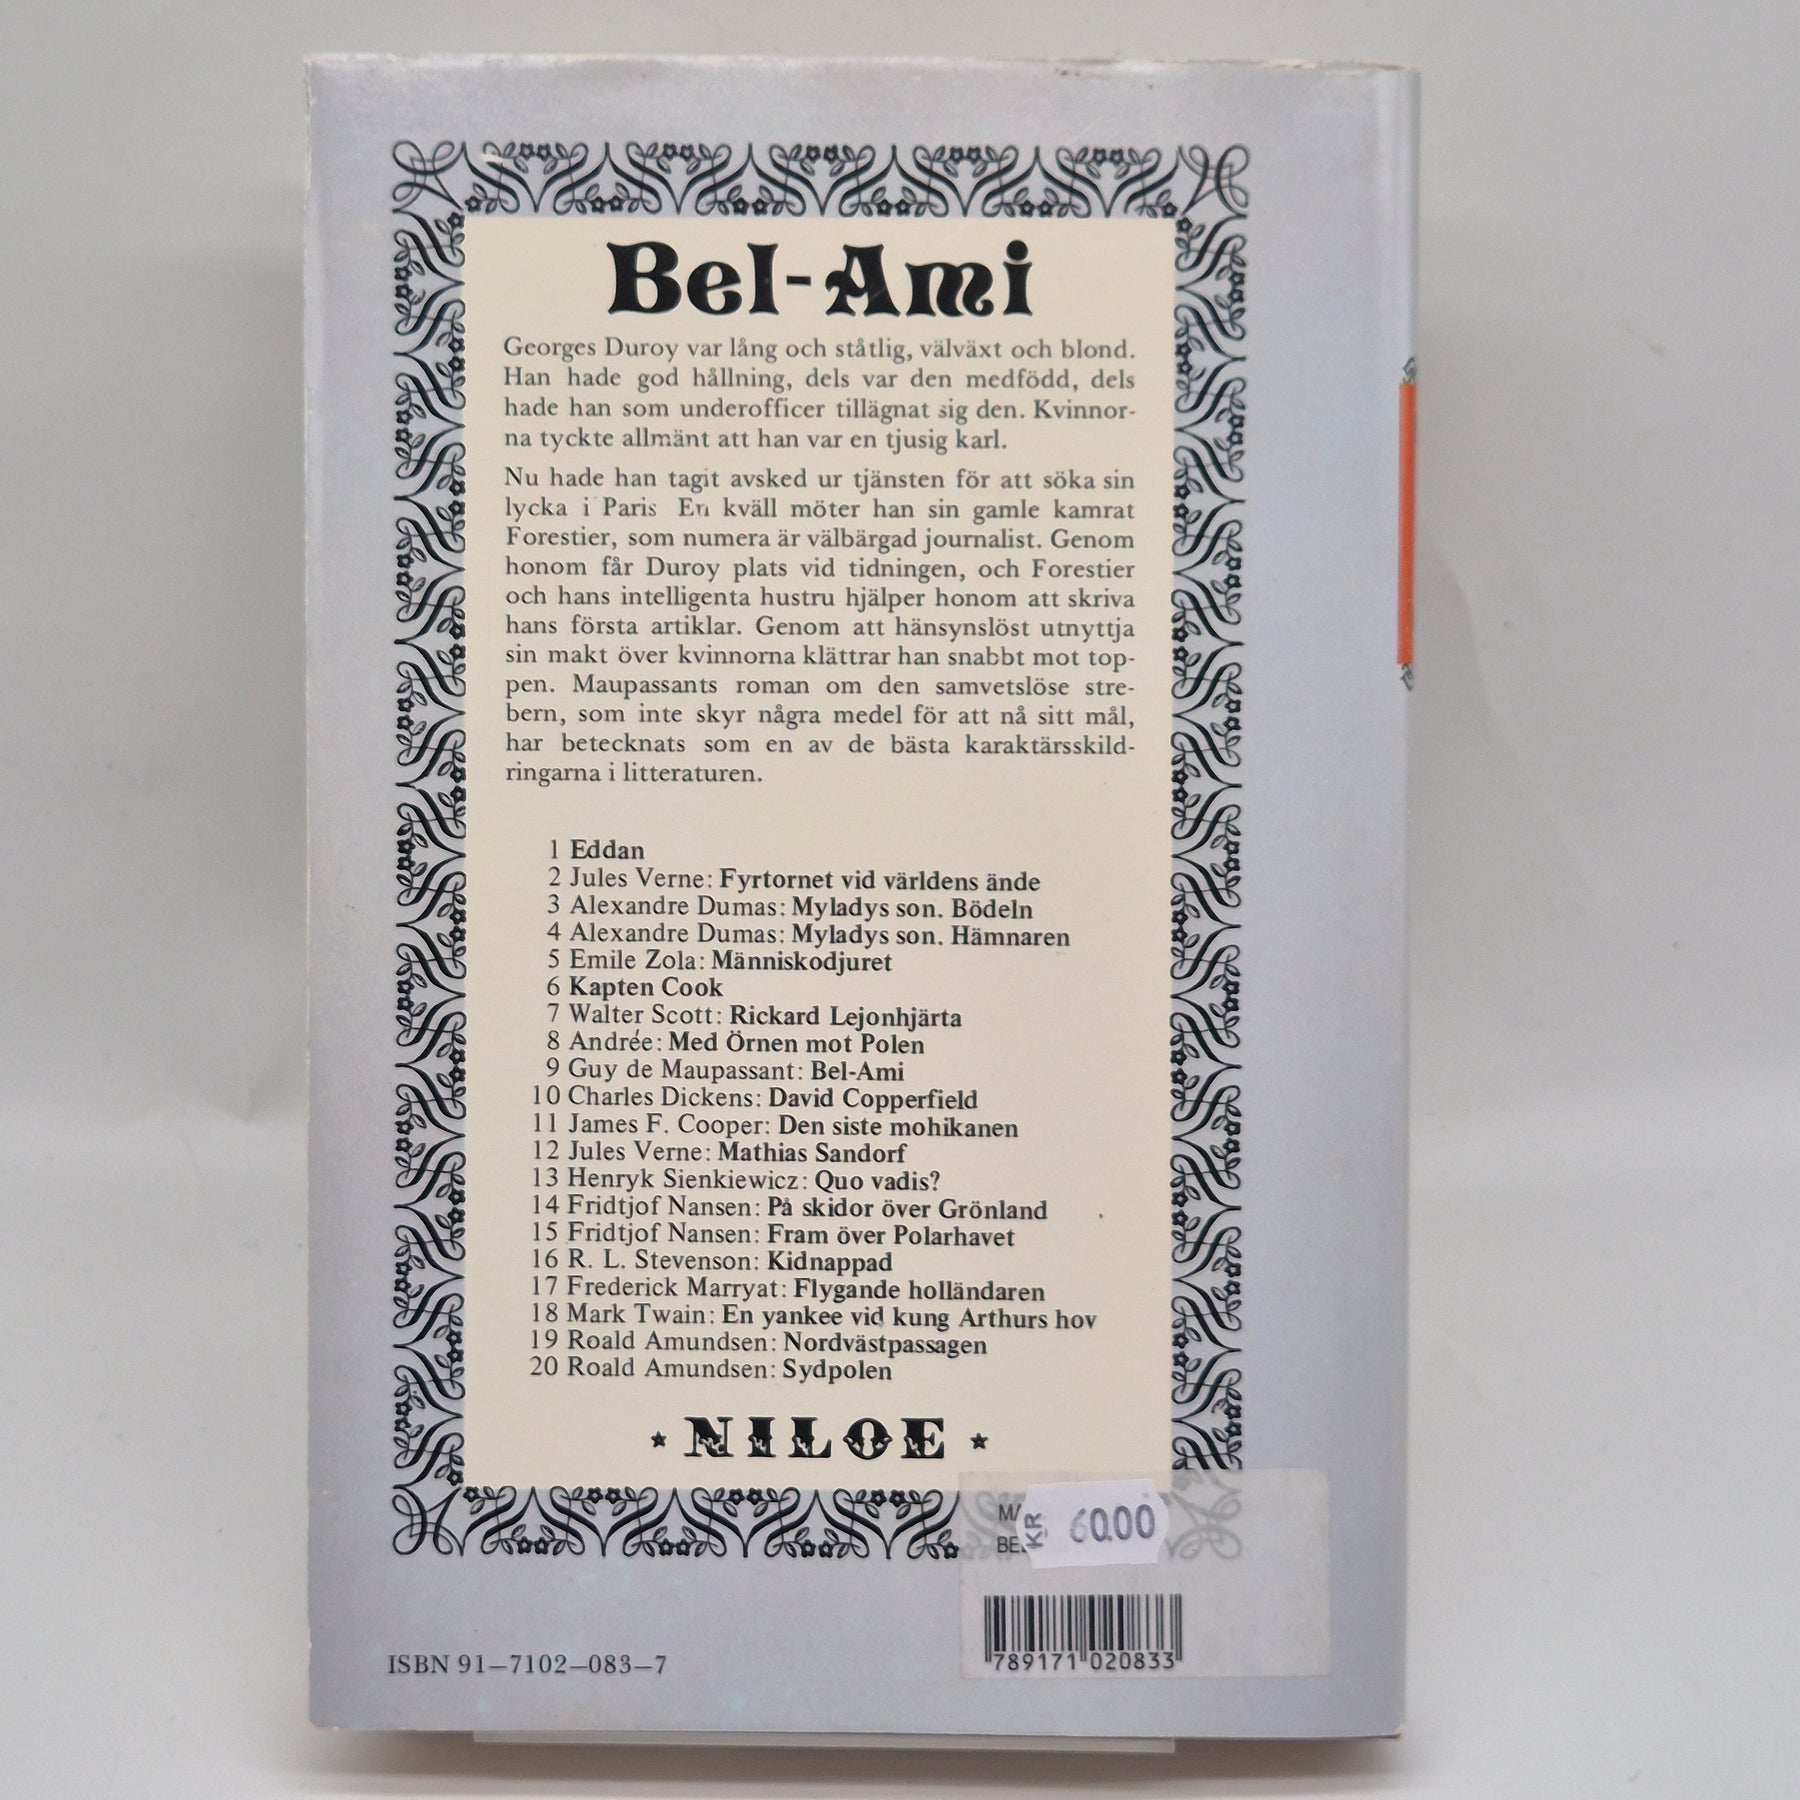 Bel-Ami
Georges Duroy var lång och ståtlig, välväxt och blond.
Han hade god hållning, dels var den medfödd, dels
hade han som underofficer tillägnat sig den. Kvinnor-
na tyckte allmänt att han var en tjusig karl.
Nu hade han tagit avsked ur tjänsten för att söka sin
lycka i Paris En kväll möter han sin gamle kamrat
Forestier, som numera är välbärgad journalist. Genom
honom får Duroy plats vid tidningen, och Forestier
och hans intelligenta hustru hjälper honom att skriva
hans första artiklar. Genom att hänsynslöst utnyttja
sin makt över kvinnorna klättrar han snabbt mot top-
pen. Maupassants roman om den samvetslöse stre-
bern, som inte skyr några medel för att nå sitt mål,
har betecknats som en av de bästa karaktärsskild-
ringarna i litteraturen.
1 Eddan
2 Jules Verne: Fyrtornet vid världens ände
3 Alexandre Dumas: Myladys son. Bödeln
4 Alexandre Dumas: Myladys son. Hämnaren
5 Emile Zola: Människodjuret
6 Kapten Cook
7 Walter Scott: Rickard Lejonhjärta
8 Andrée: Med Örnen mot Polen
9 Guy de Maupassant: Bel-Ami
10 Charles Dickens: David Copperfield
11 James F. Cooper: Den siste mohikanen
12 Jules Verne: Mathias Sandorf
13 Henryk Sienkiewicz: Quo vadis?
14 Fridtjof Nansen: På skidor över Grönland
15 Fridtjof Nansen: Fram över Polarhavet
16 R. L. Stevenson: Kidnappad
17 Frederick Marryat: Flygande holländaren
18 Mark Twain: En yankee vid kung Arthurs hov
19 Roald Amundsen: Nordvästpassagen
20 Roald Amundsen: Sydpolen
* NILOE *
KR 60.00
ISBN 91–7102–083–7
789171 020833